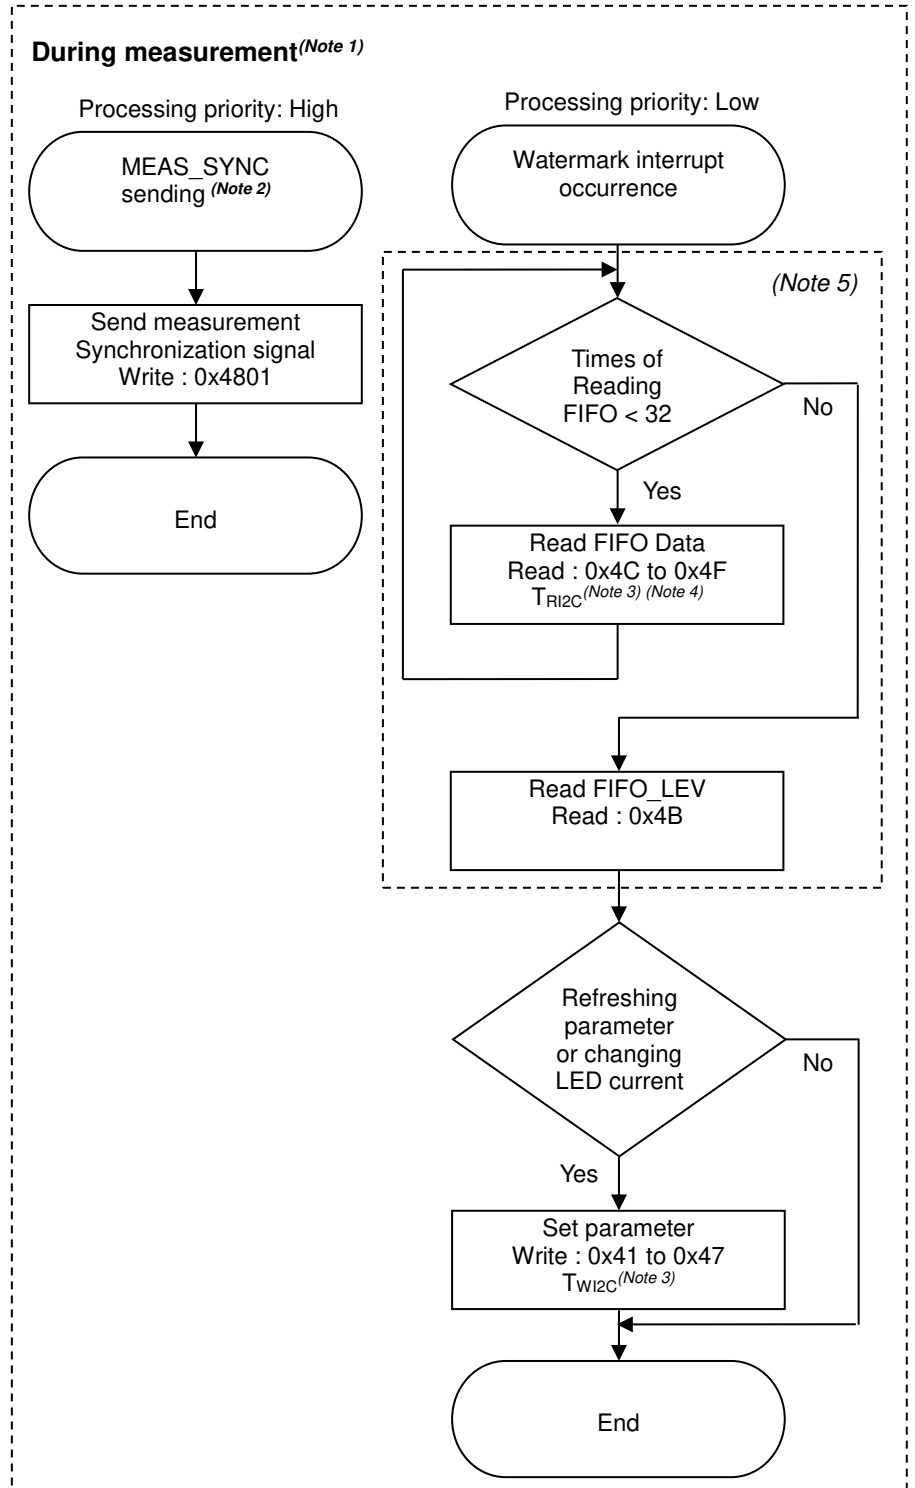 During measurement(Note 1)
Processing priority: High
MEAS_SYNC
sending (Note 2)
Send measurement
Synchronization signal
Write : 0x4801
End
Processing priority: Low
Watermark interrupt
occurrence
(Note 5)
Times of
Reading
FIFO < 32
No
Yes
Read FIFO Data
Read : 0x4C to 0x4F
TRI2C(Note 3) (Note 4)
Read FIFO_LEV
Read : 0x4B
Refreshing
parameter
or changing
LED current
No
Yes
Set parameter
Write : 0x41 to 0x47
TWI2C(Note 3)
End